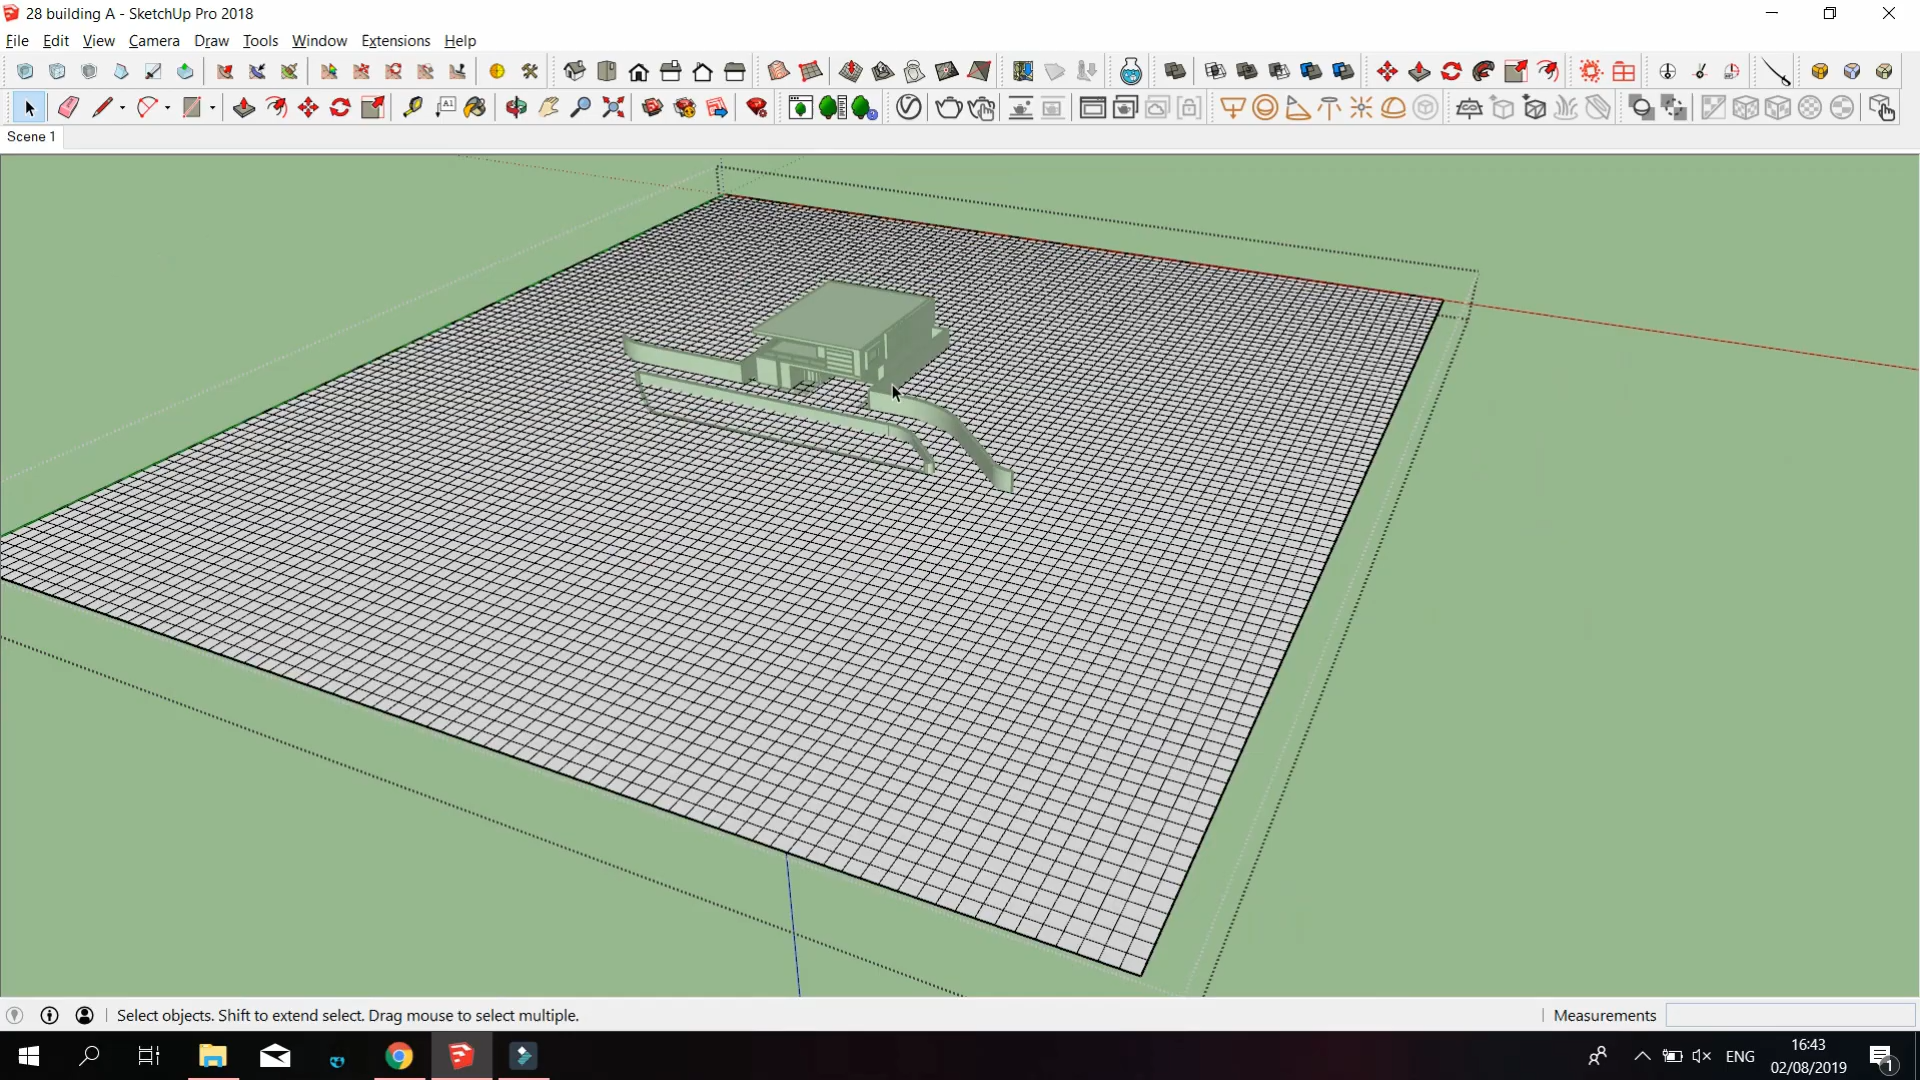 28 building A - SketchUp Pro 2018
File Edit View Camera Draw Tools Window Extensions Help
Scene 1
Select objects. Shift to extend select. Drag mouse to select multiple.
Measurements
ENG
16:43
02/08/2019
1